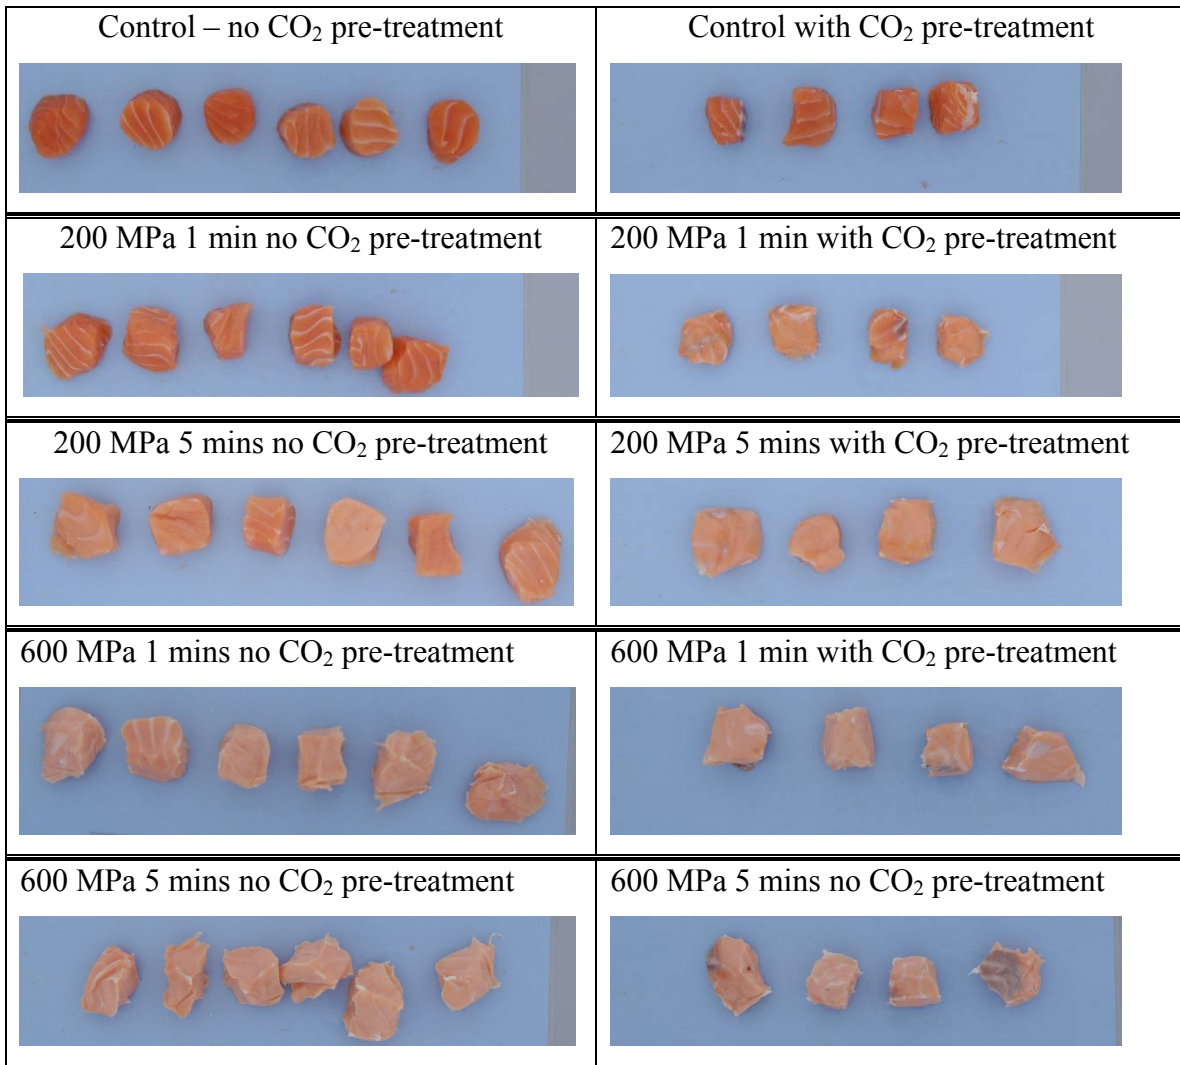 Control – no CO₂ pre-treatment
Control with CO₂ pre-treatment
200 MPa 1 min no CO₂ pre-treatment
200 MPa 1 min with CO₂ pre-treatment
200 MPa 5 mins no CO₂ pre-treatment
200 MPa 5 mins with CO₂ pre-treatment
600 MPa 1 mins no CO₂ pre-treatment
600 MPa 1 min with CO₂ pre-treatment
600 MPa 5 mins no CO₂ pre-treatment
600 MPa 5 mins no CO₂ pre-treatment